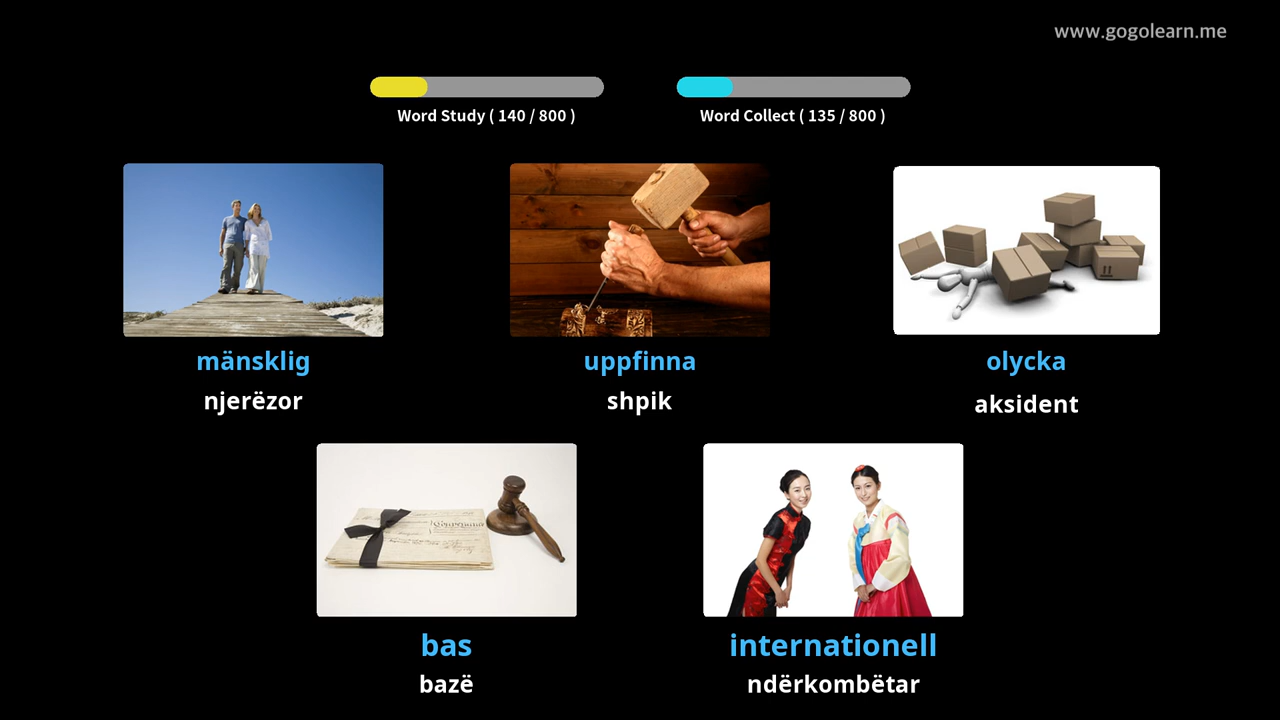 www.gogolearn.me
Word Study ( 140 / 800 )
Word Collect ( 135 / 800 )
mänsklig
uppfinna
olycka
njerëzor
shpik
aksident
bas
internationell
bazë
ndërkombëtar